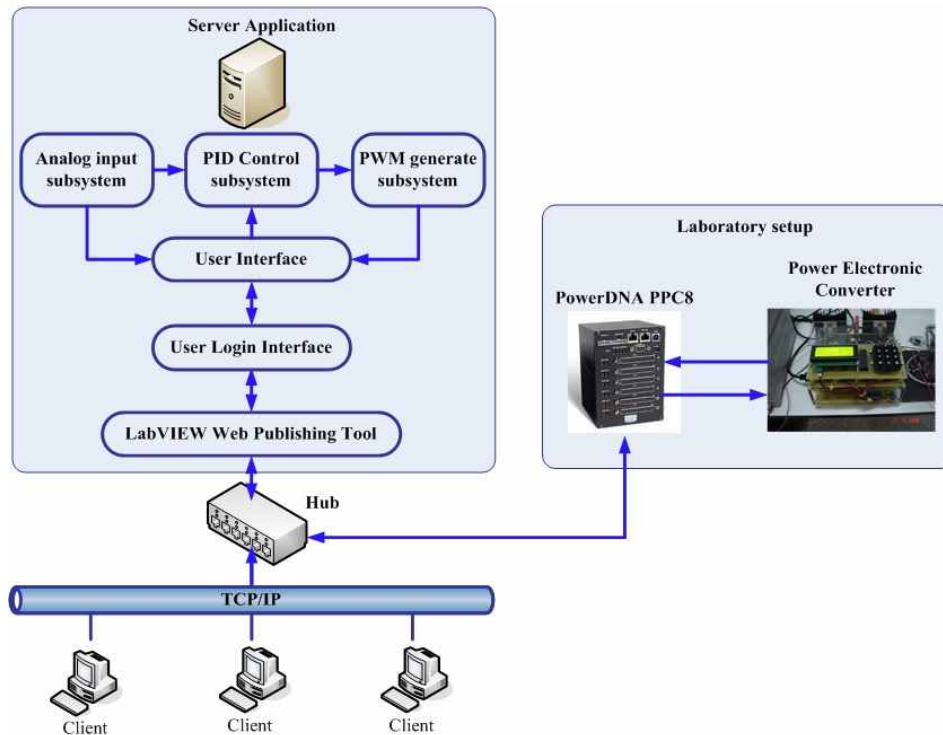 Server Application
Analog input
subsystem
PID Control
subsystem
PWM generate
subsystem
User Interface
User Login Interface
LabVIEW Web Publishing Tool
Hub
TCP/IP
Client
Client
Client
Laboratory setup
PowerDNA PPC8
Power Electronic
Converter